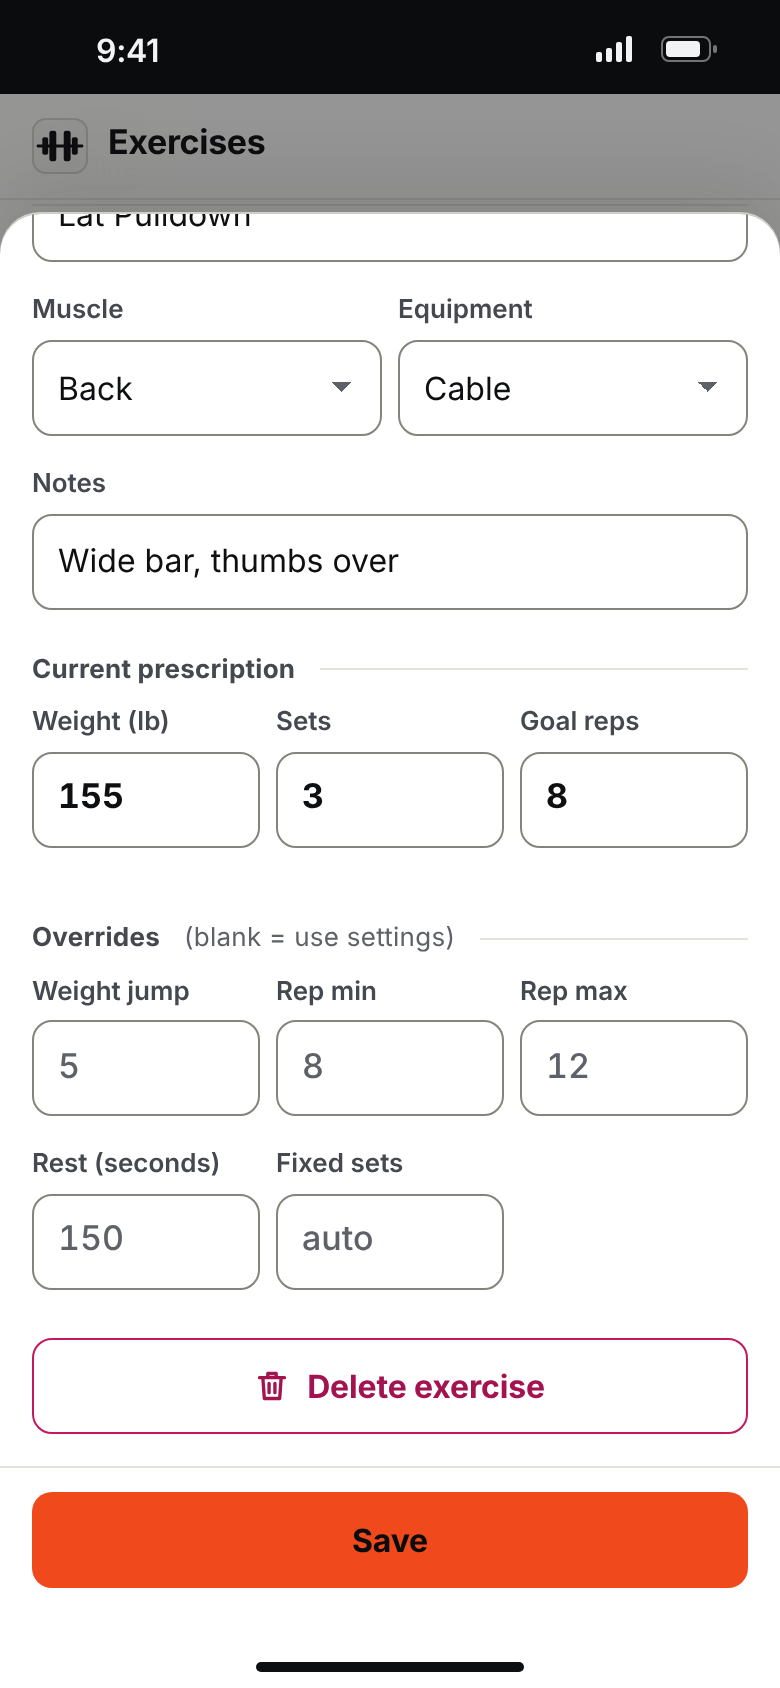 9:41
Exercises
Lat Pulldown
Muscle Equipment
Back Cable
Notes
Wide bar, thumbs over
Current prescription
Weight (lb) Sets Goal reps
155 3 8
Overrides (blank = use settings)
Weight jump Rep min Rep max
5 8 12
Rest (seconds) Fixed sets
150 auto
Delete exercise
Save